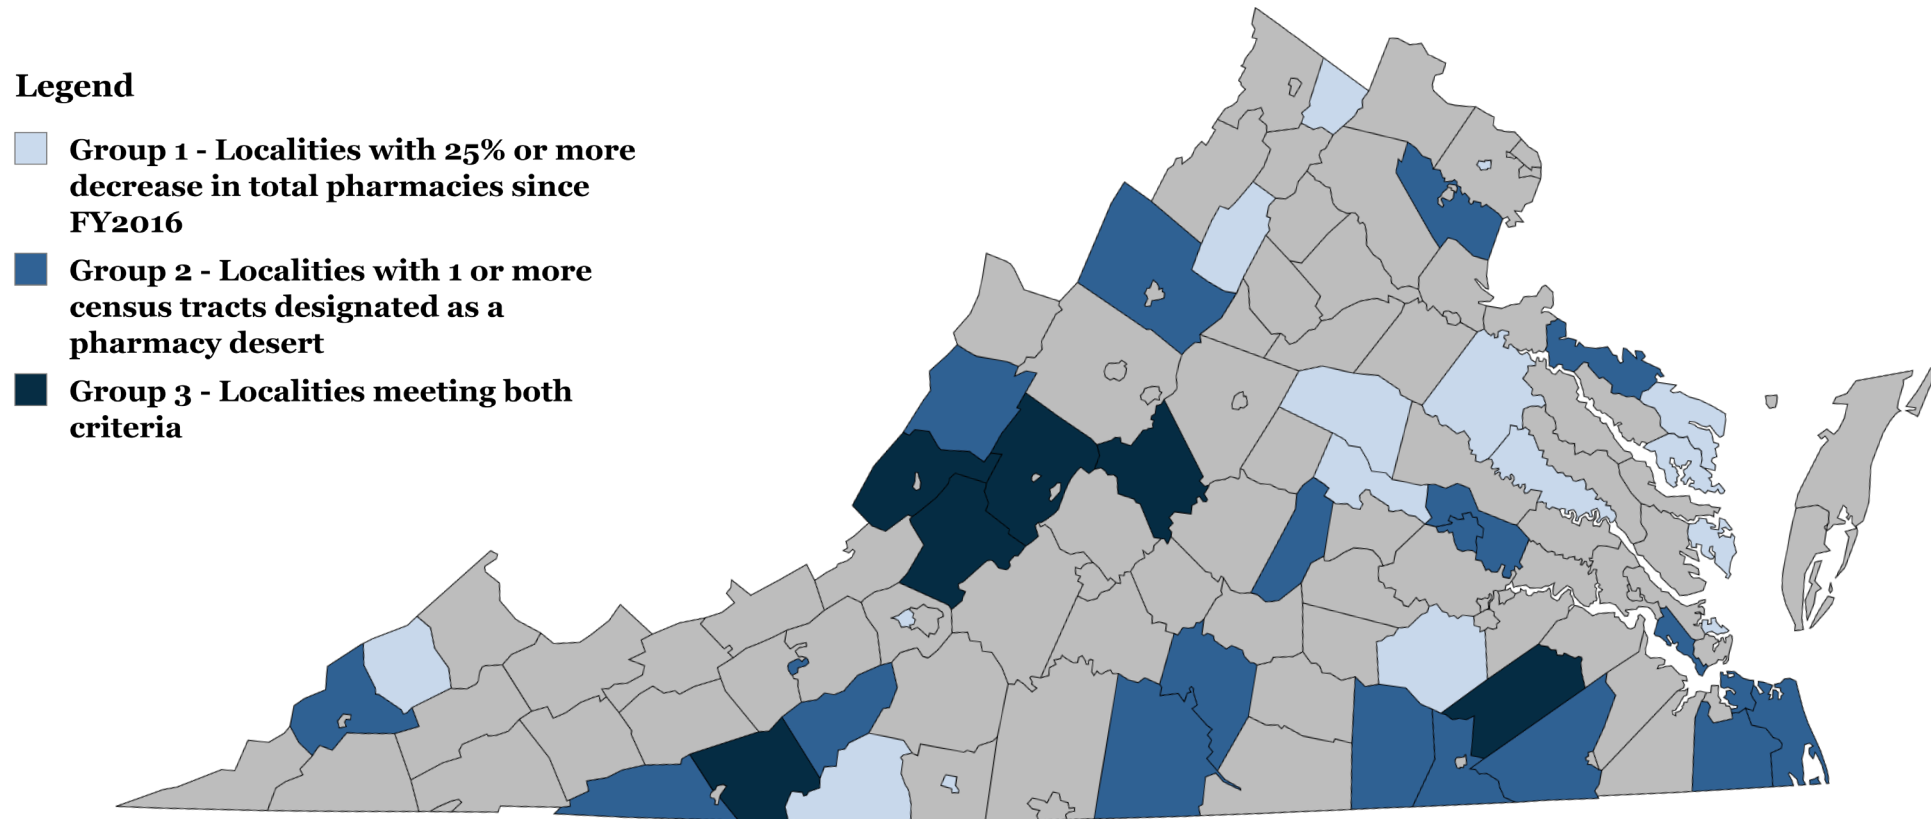 Legend
Group 1 - Localities with 25% or more
decrease in total pharmacies since
FY2016
Group 2 - Localities with 1 or more
census tracts designated as a
pharmacy desert
Group 3 - Localities meeting both
criteria